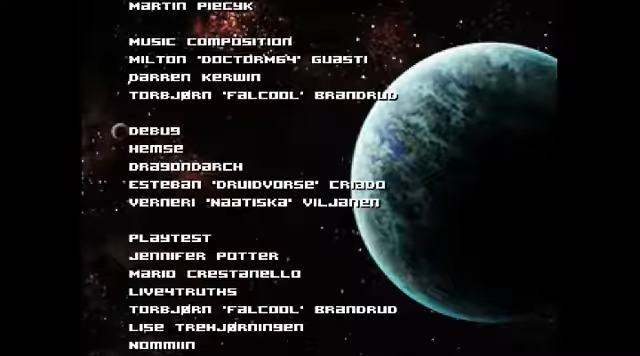 MARTIN PIECYK
MUSIC COMPOSITION
MILTON "DOCTORM64" GUASTI
DARREN KERWIN
TORBJØRN "FALCOOL" BRANDRUD
DEBUG
HEMSE
DRAGONDARCH
ESTEBAN "DRUIDVORSE" CRIADO
VERNERI "NAATISKA" VILJANEN
PLAYTEST
JENNIFER POTTER
MARIO CRESTANELLO
LIVE4TRUTHS
TORBJØRN "FALCOOL" BRANDRUD
LISE TREHJØRNINGEN
NOMMIIN